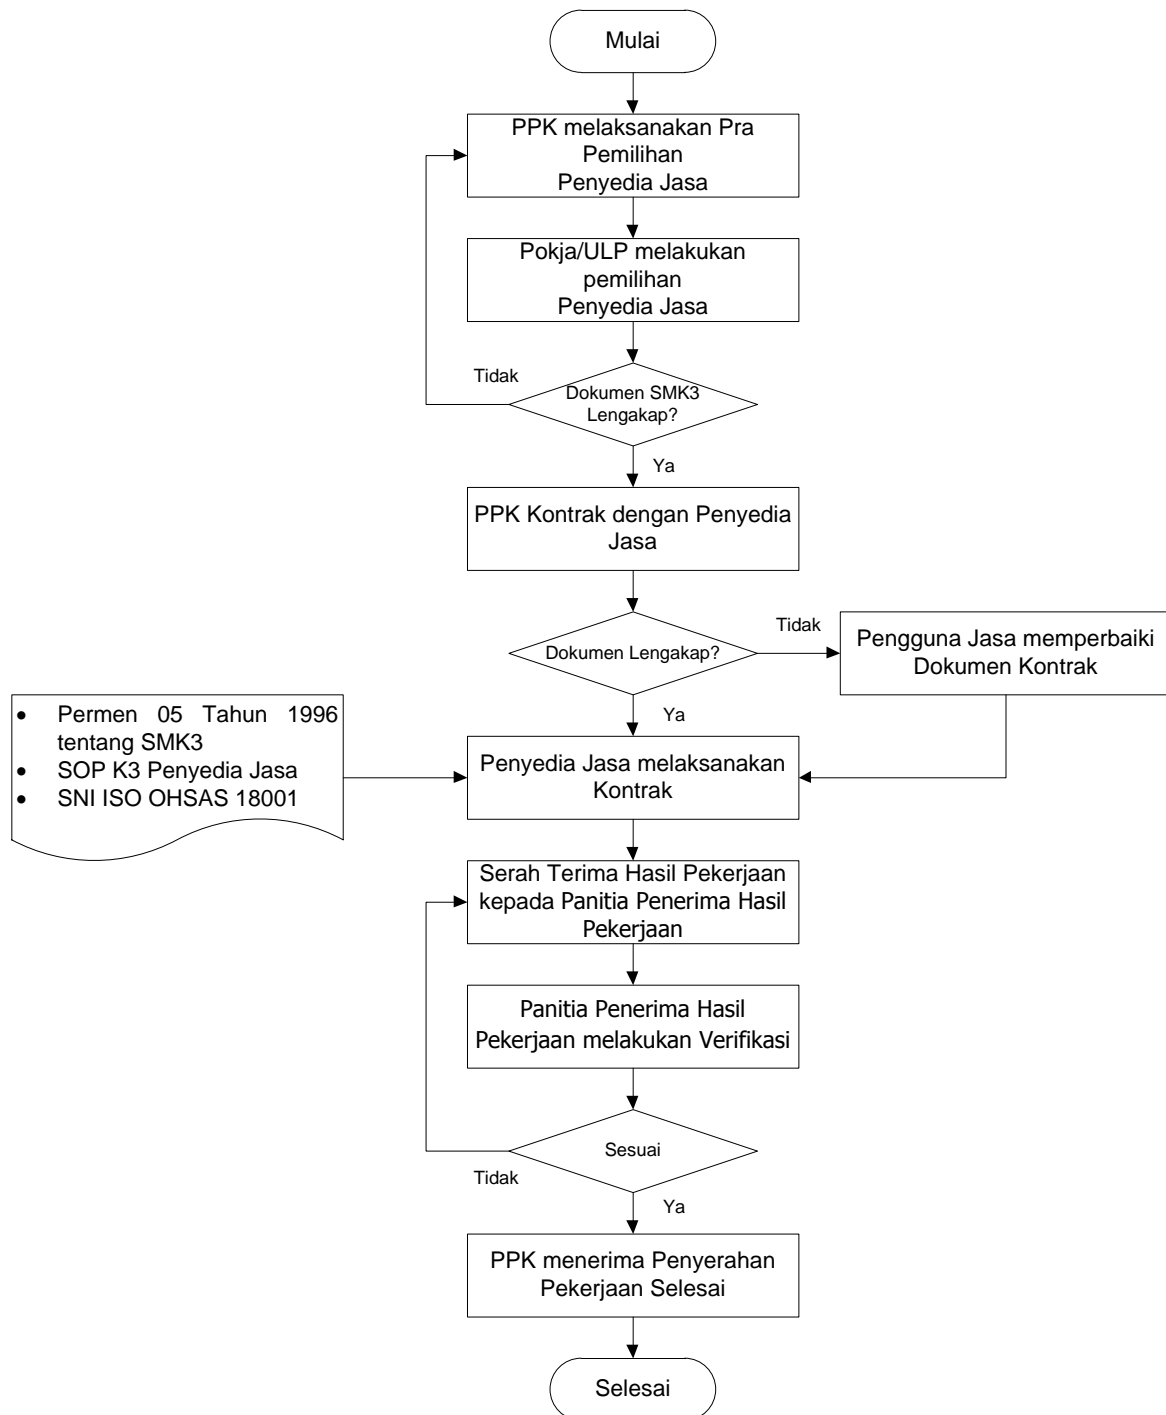 Mulai
PPK melaksanakan Pra
Pemilihan
Penyedia Jasa
Pokja/ULP melakukan
pemilihan
Penyedia Jasa
Tidak
Dokumen SMK3
Lengakap?
Ya
PPK Kontrak dengan Penyedia
Jasa
Dokumen Lengakap?
Tidak
Pengguna Jasa memperbaiki
Dokumen Kontrak
Ya
• Permen 05 Tahun 1996
tentang SMK3
• SOP K3 Penyedia Jasa
• SNI ISO OHSAS 18001
Penyedia Jasa melaksanakan
Kontrak
Serah Terima Hasil Pekerjaan
kepada Panitia Penerima Hasil
Pekerjaan
Panitia Penerima Hasil
Pekerjaan melakukan Verifikasi
Sesuai
Tidak
Ya
PPK menerima Penyerahan
Pekerjaan Selesai
Selesai